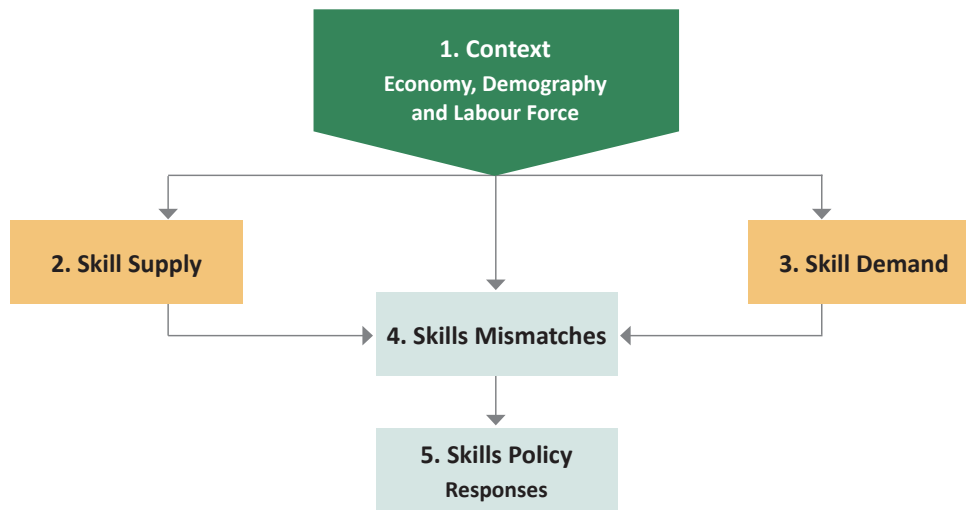 1. Context
Economy, Demography
and Labour Force
2. Skill Supply
3. Skill Demand
4. Skills Mismatches
5. Skills Policy
Responses